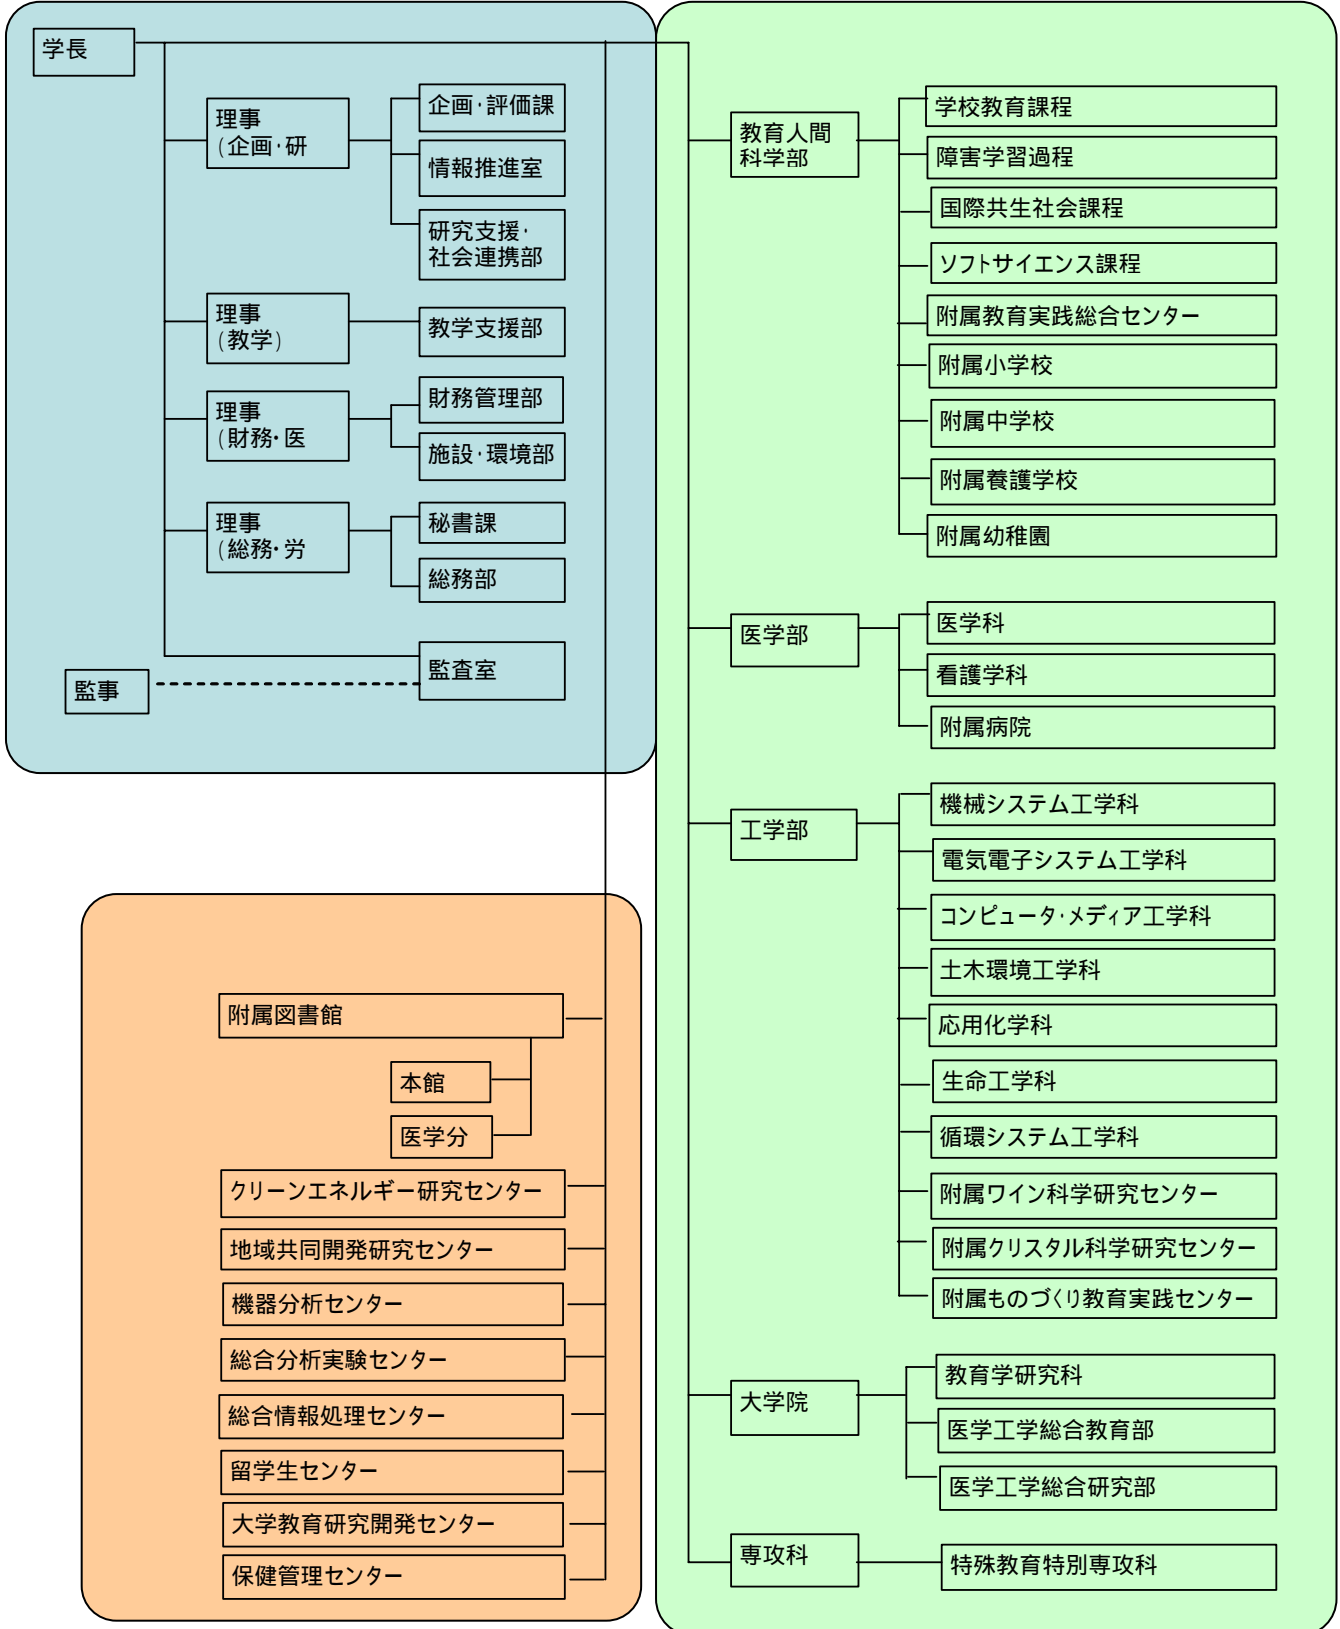 学長
理事
(企画・研
企画・評価課
情報推進室
研究支援・
社会連携部
理事
(教学)
教学支援部
理事
(財務・医
財務管理部
施設・環境部
理事
(総務・労
秘書課
総務部
監査室
監事
附属図書館
本館
医学分
クリーンエネルギー研究センター
地域共同開発研究センター
機器分析センター
総合分析実験センター
総合情報処理センター
留学生センター
大学教育研究開発センター
保健管理センター
教育人間
科学部
学校教育課程
障害学習過程
国際共生社会課程
ソフトサイエンス課程
附属教育実践総合センター
附属小学校
附属中学校
附属養護学校
附属幼稚園
医学部
医学科
看護学科
附属病院
工学部
機械システム工学科
電気電子システム工学科
コンピュータ・メディア工学科
土木環境工学科
応用化学科
生命工学科
循環システム工学科
附属ワイン科学研究センター
附属クリスタル科学研究センター
附属ものづくり教育実践センター
大学院
教育学研究科
医学工学総合教育部
医学工学総合研究部
専攻科
特殊教育特別専攻科